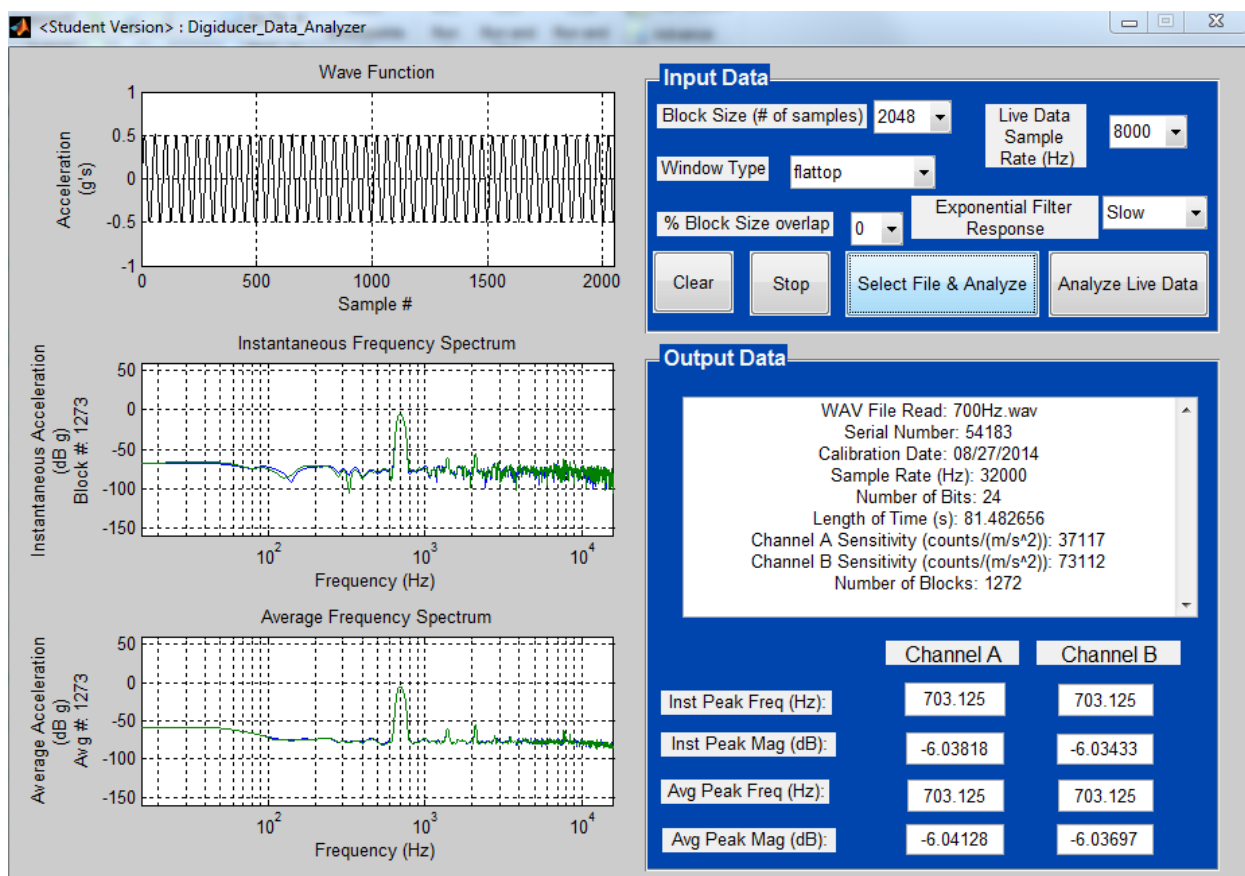 <Student Version> : Digiducer_Data_Analyzer
Wave Function
1
0.5
0
-0.5
-1
Acceleration
(g's)
0 500 1000 1500 2000
Sample #
Instantaneous Frequency Spectrum
50
0
-50
-100
-150
Instantaneous Acceleration
(dB g)
Block #: 1273
10^2 10^3 10^4
Frequency (Hz)
Average Frequency Spectrum
50
0
-50
-100
-150
Average Acceleration
(dB g)
Avg #: 1273
10^2 10^3 10^4
Frequency (Hz)
Input Data
Block Size (# of samples) 2048
Live Data
Sample
Rate (Hz)
8000
Window Type flattop
% Block Size overlap 0
Exponential Filter
Response
Slow
Clear Stop Select File & Analyze Analyze Live Data
Output Data
WAV File Read: 700Hz.wav
Serial Number: 54183
Calibration Date: 08/27/2014
Sample Rate (Hz): 32000
Number of Bits: 24
Length of Time (s): 81.482656
Channel A Sensitivity (counts/(m/s^2)): 37117
Channel B Sensitivity (counts/(m/s^2)): 73112
Number of Blocks: 1272
Channel A Channel B
Inst Peak Freq (Hz): 703.125 703.125
Inst Peak Mag (dB): -6.03818 -6.03433
Avg Peak Freq (Hz): 703.125 703.125
Avg Peak Mag (dB): -6.04128 -6.03697